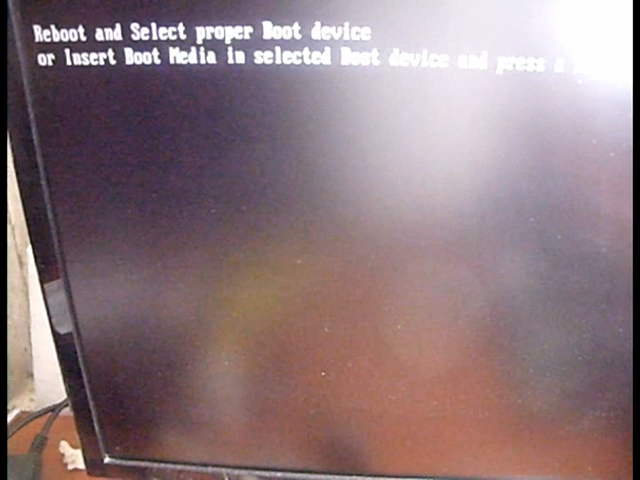 Reboot and Select proper Boot device
or Insert Boot Media in selected Boot device and press a